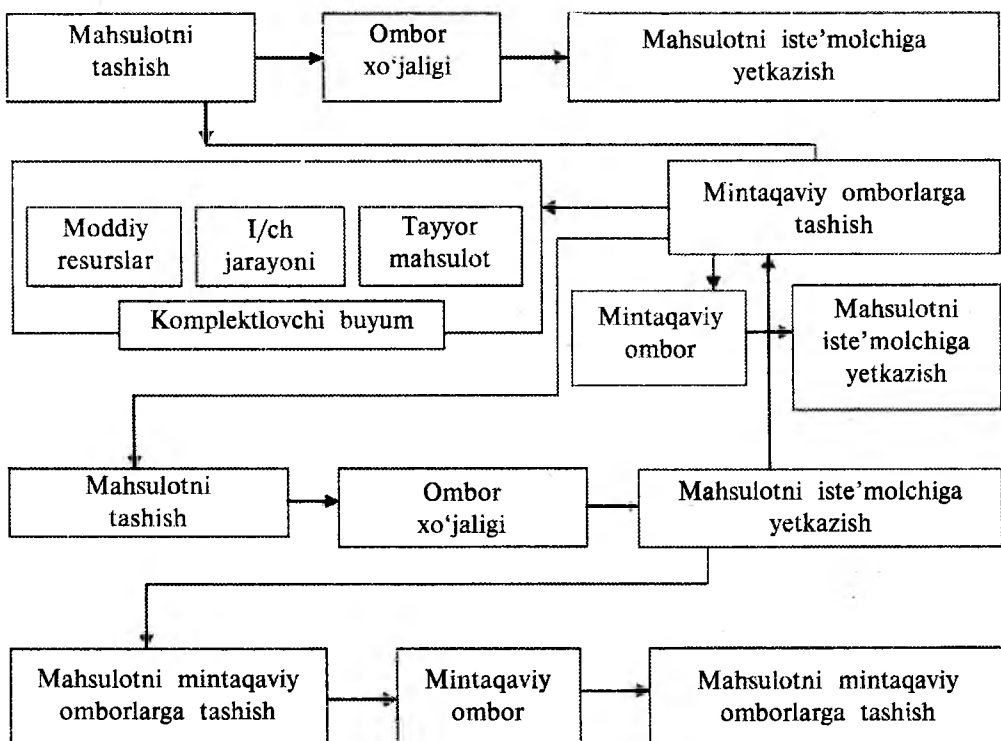 Mahsulotni
tashish
Ombor
xo‘jaligi
Mahsulotni iste’molchiga
yetkazish
Moddiy
resurslar
I/ch
jarayoni
Tayyor
mahsulot
Komplektlovchi buyum
Mintaqaviy omborlarga
tashish
Mintaqaviy
ombor
Mahsulotni
iste’molchiga
yetkazish
Mahsulotni
tashish
Ombor
xo‘jaligi
Mahsulotni iste’molchiga
yetkazish
Mahsulotni mintaqaviy
omborlarga tashish
Mintaqaviy
ombor
Mahsulotni mintaqaviy
omborlarga tashish